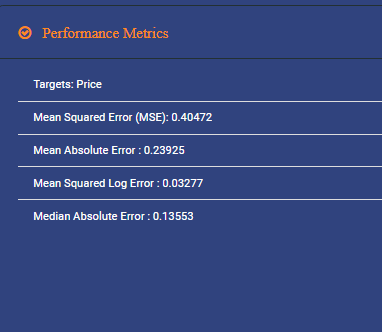 Performance Metrics
Targets: Price
Mean Squared Error (MSE): 0.40472
Mean Absolute Error : 0.23925
Mean Squared Log Error : 0.03277
Median Absolute Error : 0.13553